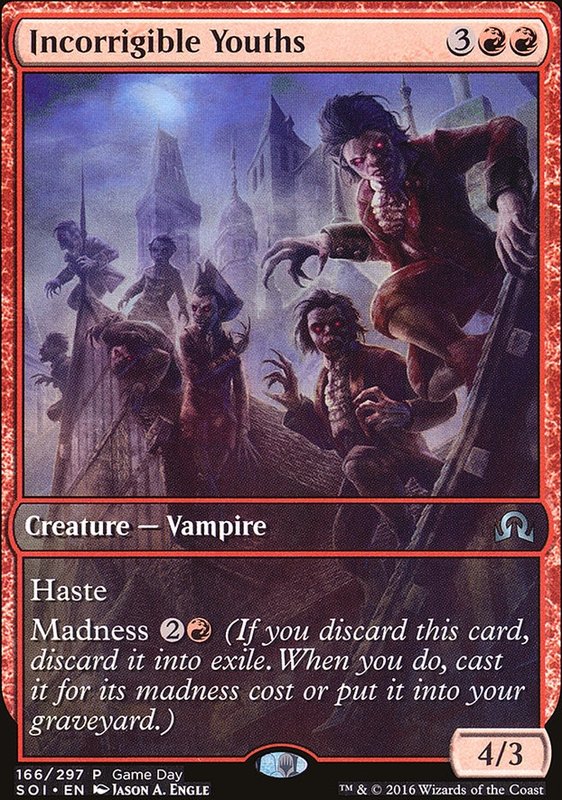 Incorrigible Youths 3
Creature — Vampire
Haste
Madness 2 (If you discard this card,
discard it into exile. When you do, cast
it for its madness cost or put it into your
graveyard.)
4/3
166/297 P Game Day
SOI • EN Jason A. Engle
™ & © 2016 Wizards of the Coast